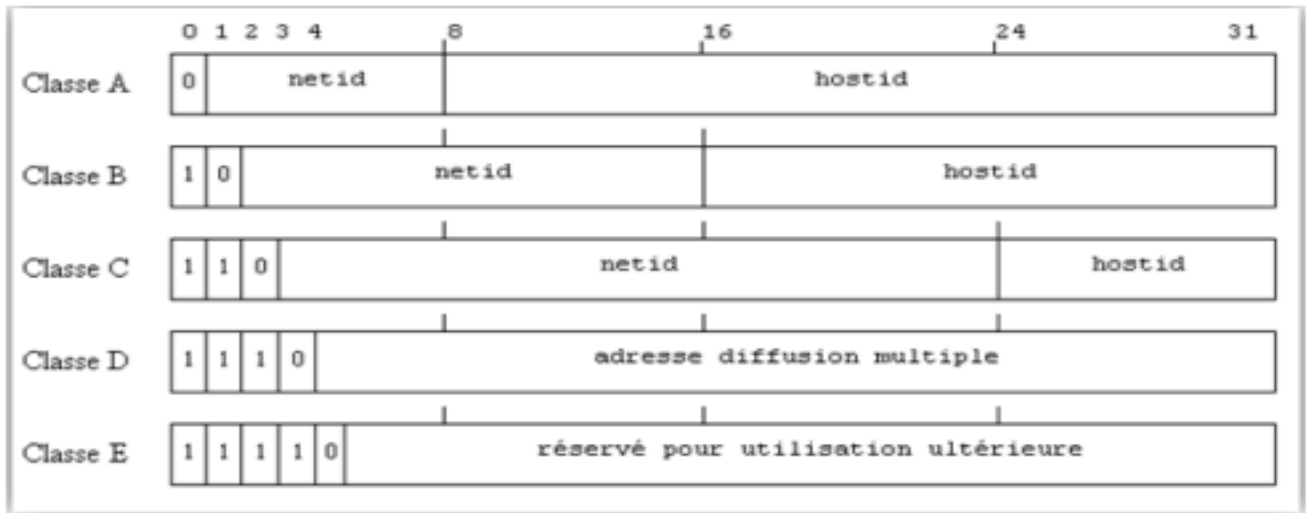 0 1 2 3 4 8 16 24 31
Classe A 0 netid hostid
Classe B 1 0 netid hostid
Classe C 1 1 0 netid hostid
Classe D 1 1 1 0 adresse diffusion multiple
Classe E 1 1 1 1 0 réservé pour utilisation ultérieure